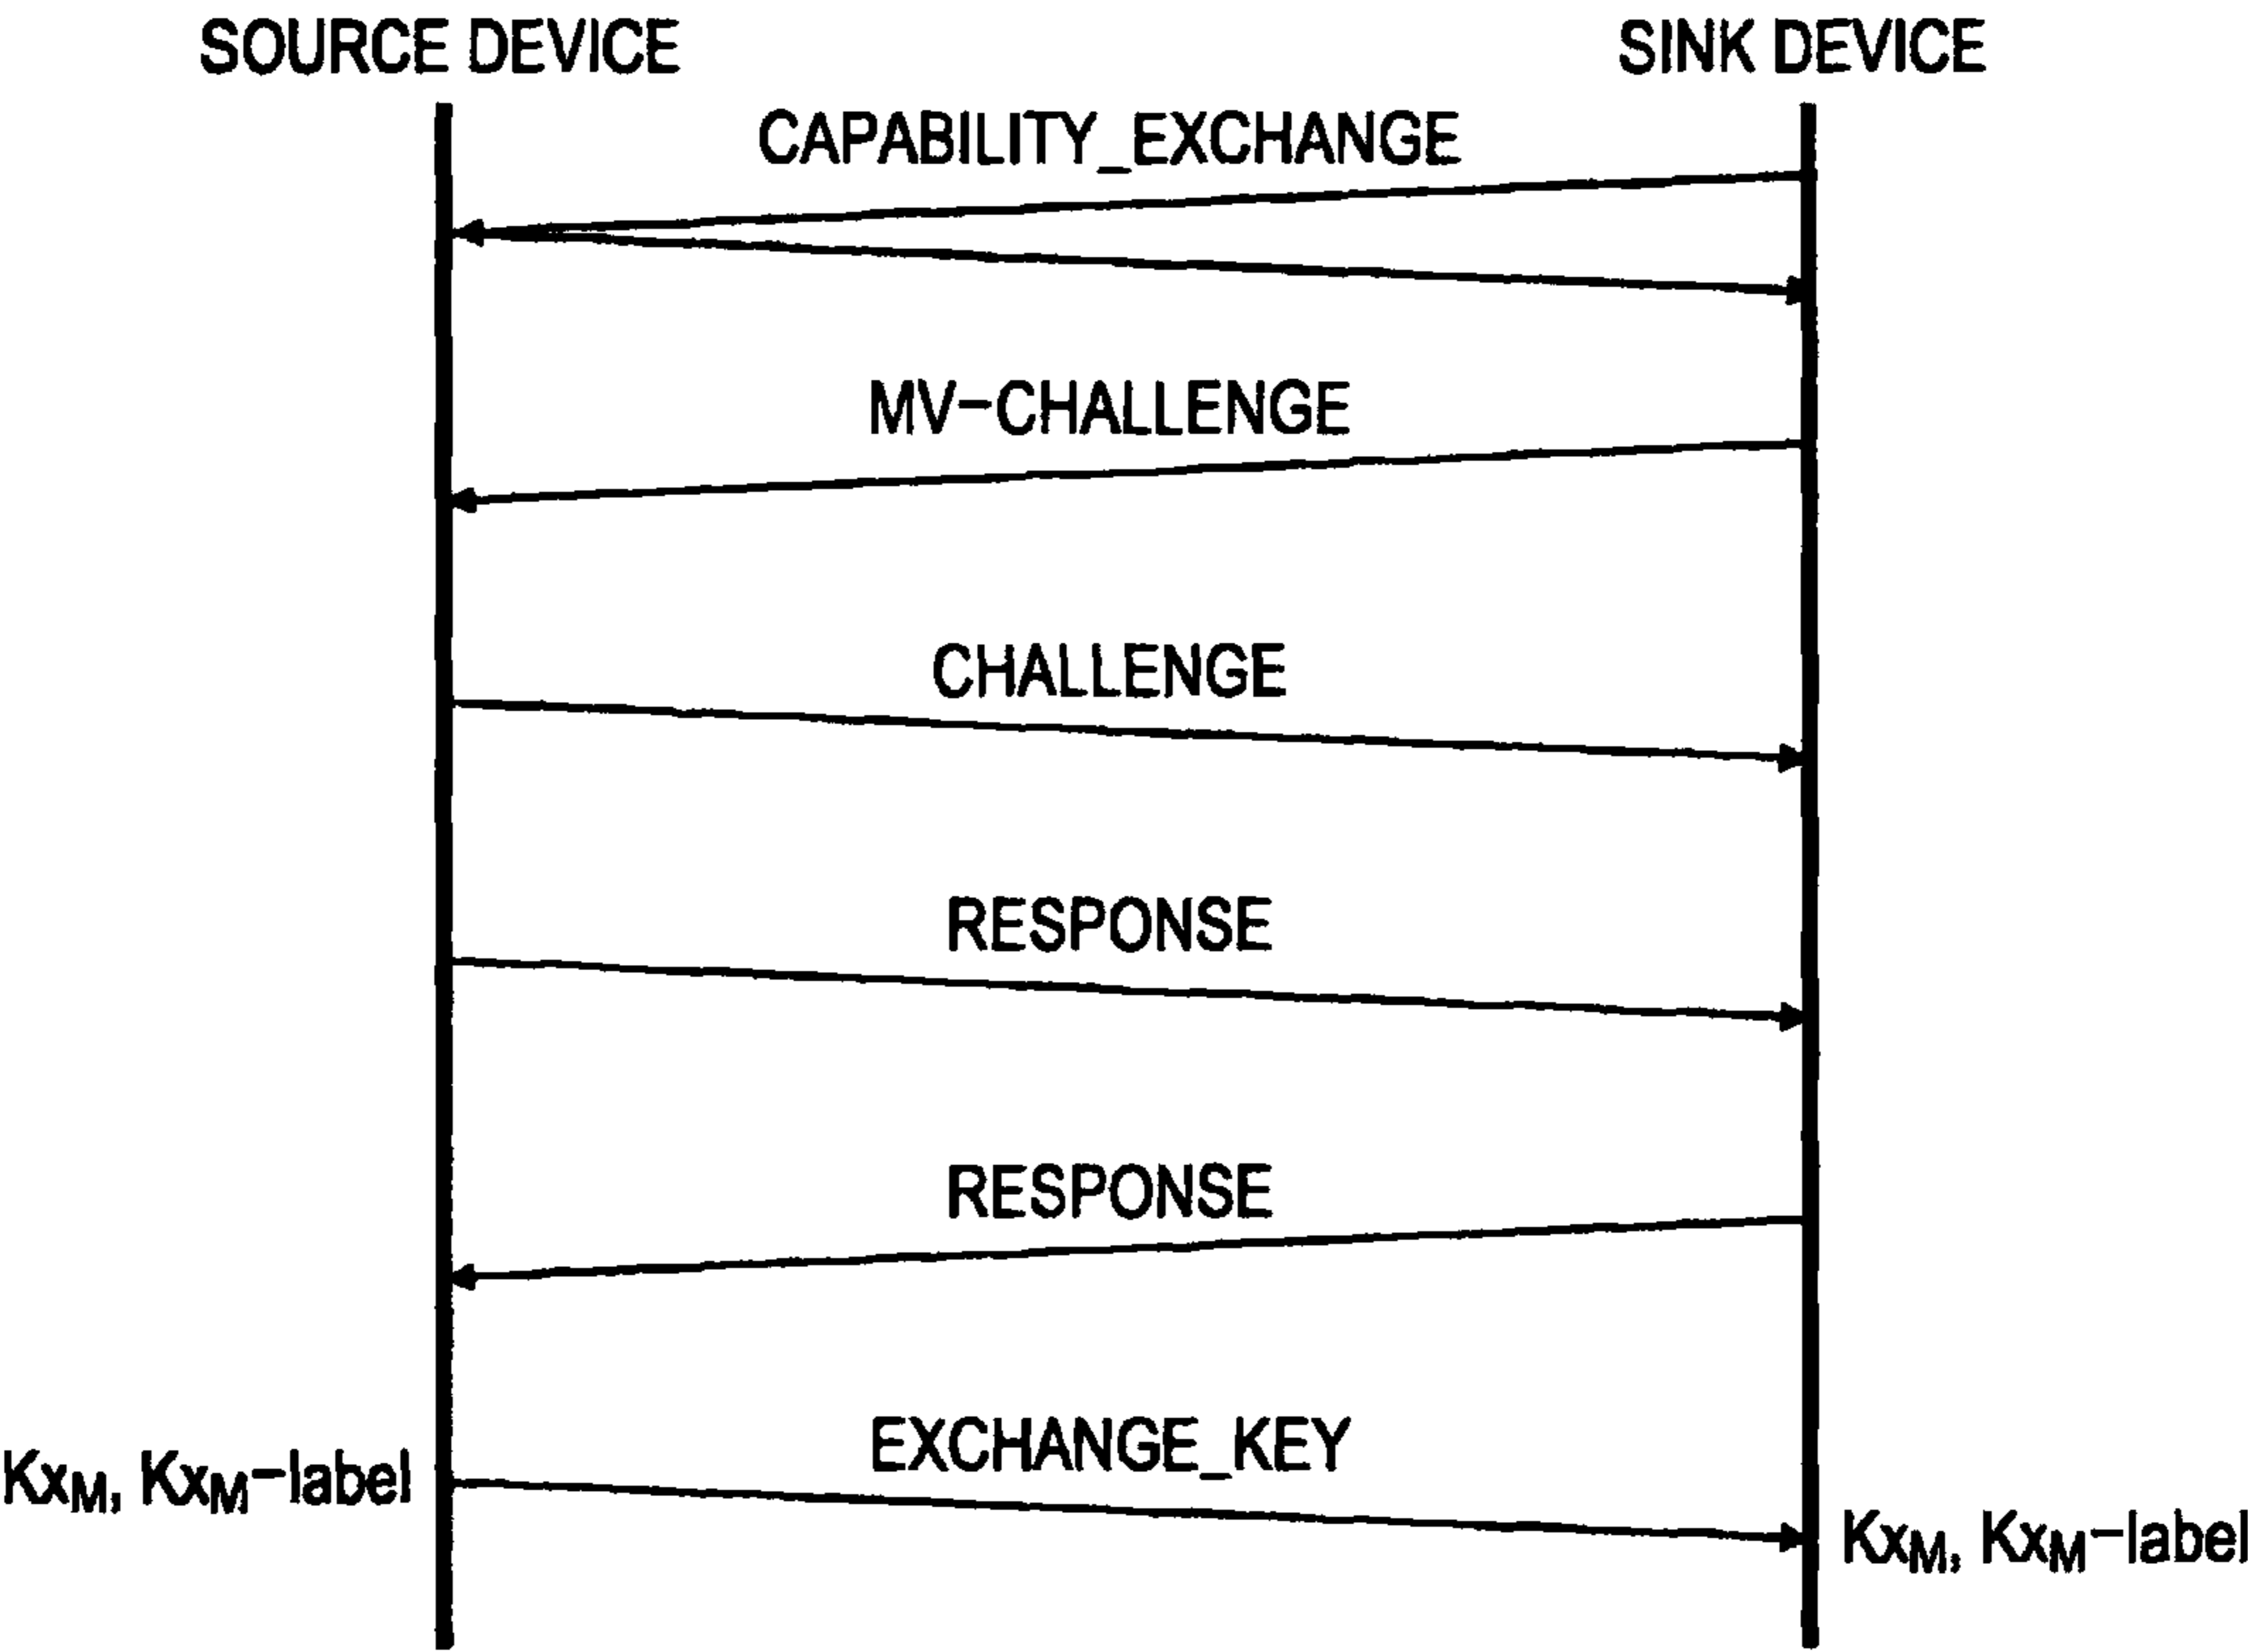 SOURCE DEVICE SINK DEVICE
CAPABILITY_EXCHANGE
MV-CHALLENGE
CHALLENGE
RESPONSE
RESPONSE
EXCHANGE_KEY
KxM, KxM-label
KxM, KxM-label